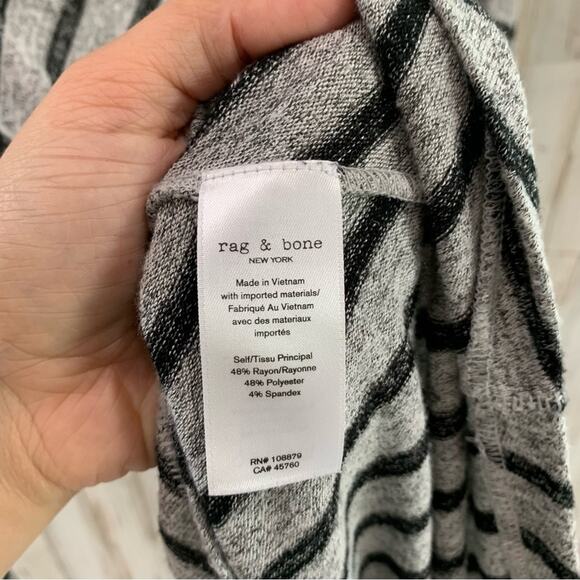 rag & bone
NEW YORK
Made in Vietnam
with imported materials/
Fabriqué Au Vietnam
avec des materiaux
importés
Self/Tissu Principal
48% Rayon/Rayonne
48% Polyester
4% Spandex
RN# 108879
CA# 45760